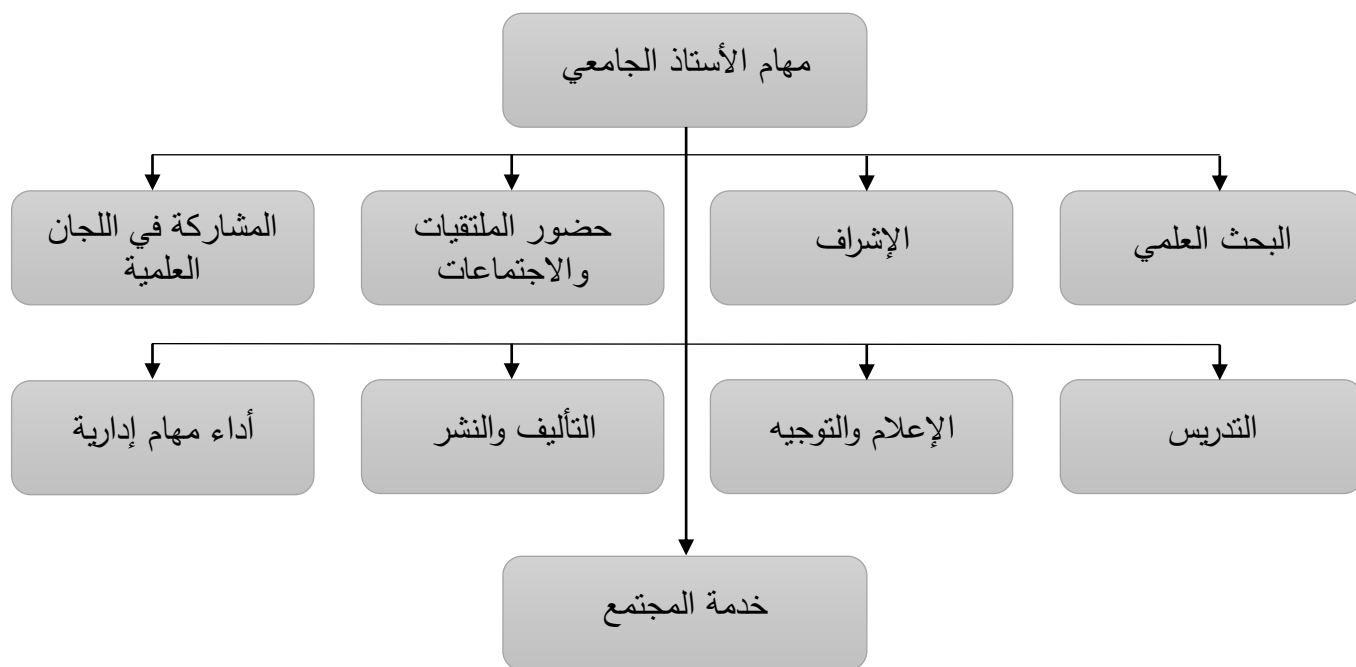 مهام الأستاذ الجامعي
البحث العلمي
الإشراف
حضور الملتقيات
والاجتماعات
المشاركة في اللجان
العلمية
التدريس
الإعلام والتوجيه
التأليف والنشر
أداء مهام إدارية
خدمة المجتمع